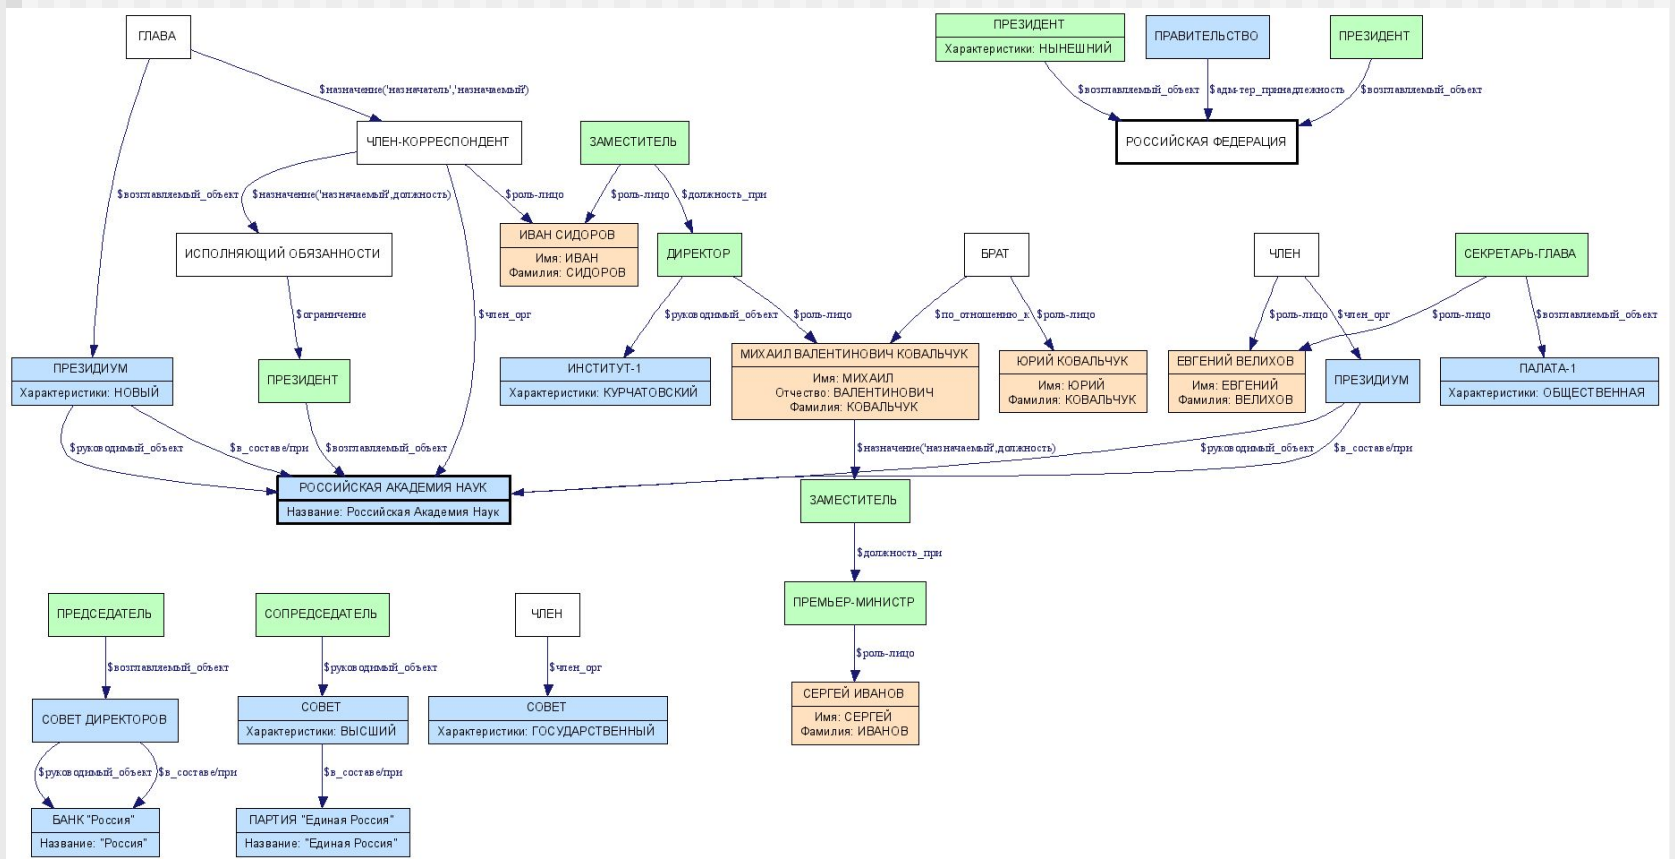 ГЛАВА
ПРЕЗИДЕНТ
Характеристики: НЫНЕШНИЙ
ПРАВИТЕЛЬСТВО
ПРЕЗИДЕНТ
$назначение('назначатель','назначаемый')
$возглавляемый_объект
$адм-тер_принадлежность
$возглавляемый_объект
ЧЛЕН-КОРРЕСПОНДЕНТ
ЗАМЕСТИТЕЛЬ
РОССИЙСКАЯ ФЕДЕРАЦИЯ
$возглавляемый_объект
$назначение('назначаемый',должность)
$роль-лицо
$роль-лицо
$должность_при
ИСПОЛНЯЮЩИЙ ОБЯЗАННОСТИ
ИВАН СИДОРОВ
Имя: ИВАН
Фамилия: СИДОРОВ
ДИРЕКТОР
БРАТ
ЧЛЕН
СЕКРЕТАРЬ-ГЛАВА
$ограничение
$член_орг
$руководимый_объект
$роль-лицо
$по_отношению_к
$роль-лицо
$роль-лицо
$член_орг
$роль-лицо
$возглавляемый_объект
ПРЕЗИДИУМ
Характеристики: НОВЫЙ
ПРЕЗИДЕНТ
ИНСТИТУТ-1
Характеристики: КУРЧАТОВСКИЙ
МИХАИЛ ВАЛЕНТИНОВИЧ КОВАЛЬЧУК
Имя: МИХАИЛ
Отчество: ВАЛЕНТИНОВИЧ
Фамилия: КОВАЛЬЧУК
ЮРИЙ КОВАЛЬЧУК
Имя: ЮРИЙ
Фамилия: КОВАЛЬЧУК
ЕВГЕНИЙ ВЕЛИХОВ
Имя: ЕВГЕНИЙ
Фамилия: ВЕЛИХОВ
ПРЕЗИДИУМ
ПАЛАТА-1
Характеристики: ОБЩЕСТВЕННАЯ
$руководимый_объект
$в_составе/при
$возглавляемый_объект
$назначение('назначаемый',должность)
$руководимый_объект
$в_составе/при
РОССИЙСКАЯ АКАДЕМИЯ НАУК
Название: Российская Академия Наук
ЗАМЕСТИТЕЛЬ
$должность_при
ПРЕДСЕДАТЕЛЬ
СОПРЕДСЕДАТЕЛЬ
ЧЛЕН
ПРЕМЬЕР-МИНИСТР
$возглавляемый_объект
$руководимый_объект
$член_орг
$роль-лицо
СОВЕТ ДИРЕКТОРОВ
СОВЕТ
Характеристики: ВЫСШИЙ
СОВЕТ
Характеристики: ГОСУДАРСТВЕННЫЙ
СЕРГЕЙ ИВАНОВ
Имя: СЕРГЕЙ
Фамилия: ИВАНОВ
$руководимый_объект
$в_составе/при
$в_составе/при
БАНК "Россия"
Название: "Россия"
ПАРТИЯ "Единая Россия"
Название: "Единая Россия"